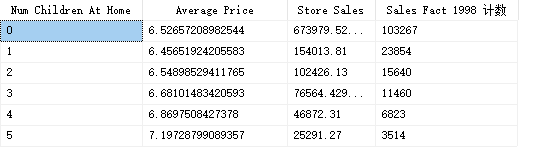 Num Children At Home Average Price Store Sales Sales Fact 1998 计数
0 6.52657208982544 673979.52... 103267
1 6.45651924205583 154013.81 23854
2 6.54898529411765 102426.13 15640
3 6.68101483420593 76564.429... 11460
4 6.8697508427378 46872.31 6823
5 7.19728799089357 25291.27 3514